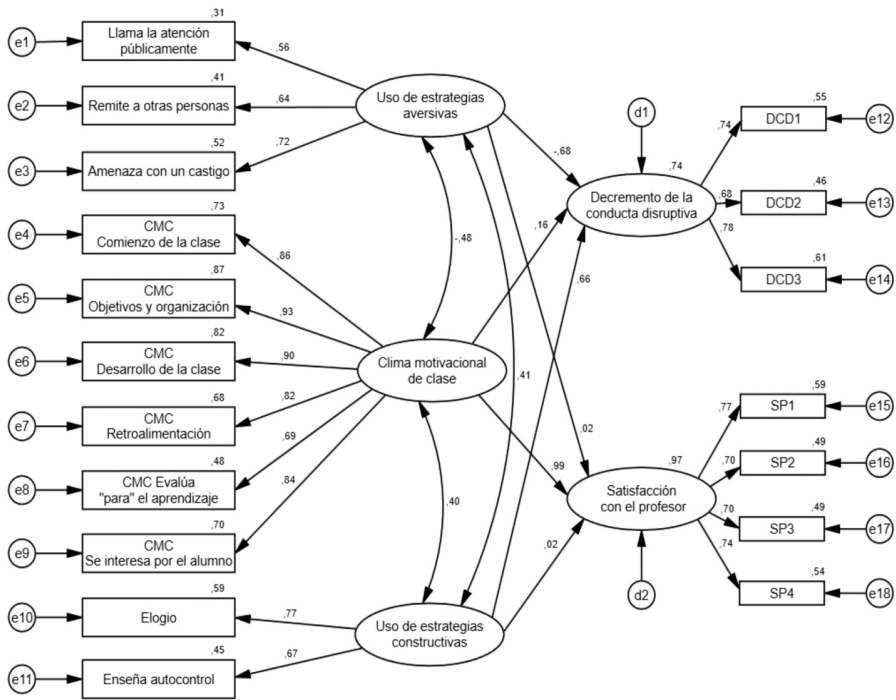 ,31
e1
Llama la atención
públicamente
,56
,41
e2
Remite a otras personas
,64
,52
e3
Amenaza con un castigo
,72
,73
e4
CMC
Comienzo de la clase
,86
,87
e5
CMC
Objetivos y organización
,93
,82
e6
CMC
Desarrollo de la clase
,90
,68
e7
CMC
Retroalimentación
,82
,48
e8
CMC Evalúa
"para" el aprendizaje
,69
,70
e9
CMC
Se interesa por el alumno
,84
,59
e10
Elogio
,77
,45
e11
Enseña autocontrol
,67
Uso de estrategias
aversivas
-,48
Clima motivacional
de clase
,40
,41
Uso de estrategias
constructivas
-,68
,16
,66
,02
,99
,02
d1
,74
Decremento de la
conducta disruptiva
,97
Satisfacción
con el profesor
d2
,74
,55
DCD1
e12
,68
,46
DCD2
e13
,78
,61
DCD3
e14
,77
,59
SP1
e15
,70
,49
SP2
e16
,70
,49
SP3
e17
,74
,54
SP4
e18